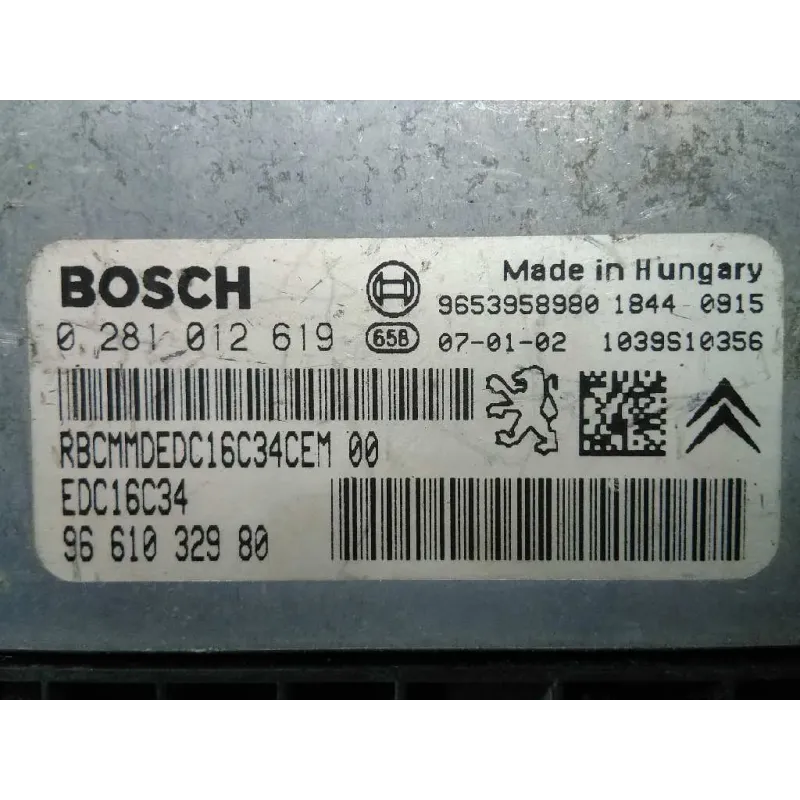 BOSCH
Made in Hungary
9653958980 1844 0915
0 281 012 619
658
07-01-02 1039S10356
RBCMMDEDC16C34CEM 00
EDC16C34
96 610 329 80